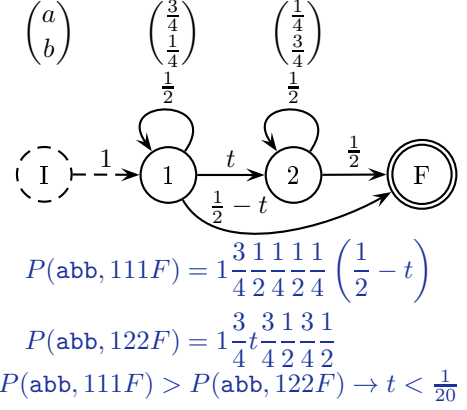 (a b) (3/4 1/4) (1/4 3/4)
1/2 1/2
I 1 1 t 2 1/2 F
1/2 − t
P(abb, 111F) = 1 3/4 1/2 1/4 1/2 1/4 (1/2 − t)
P(abb, 122F) = 1 3/4 t 3/4 1/2 3/4 1/2
P(abb, 111F) > P(abb, 122F) → t < 1/20